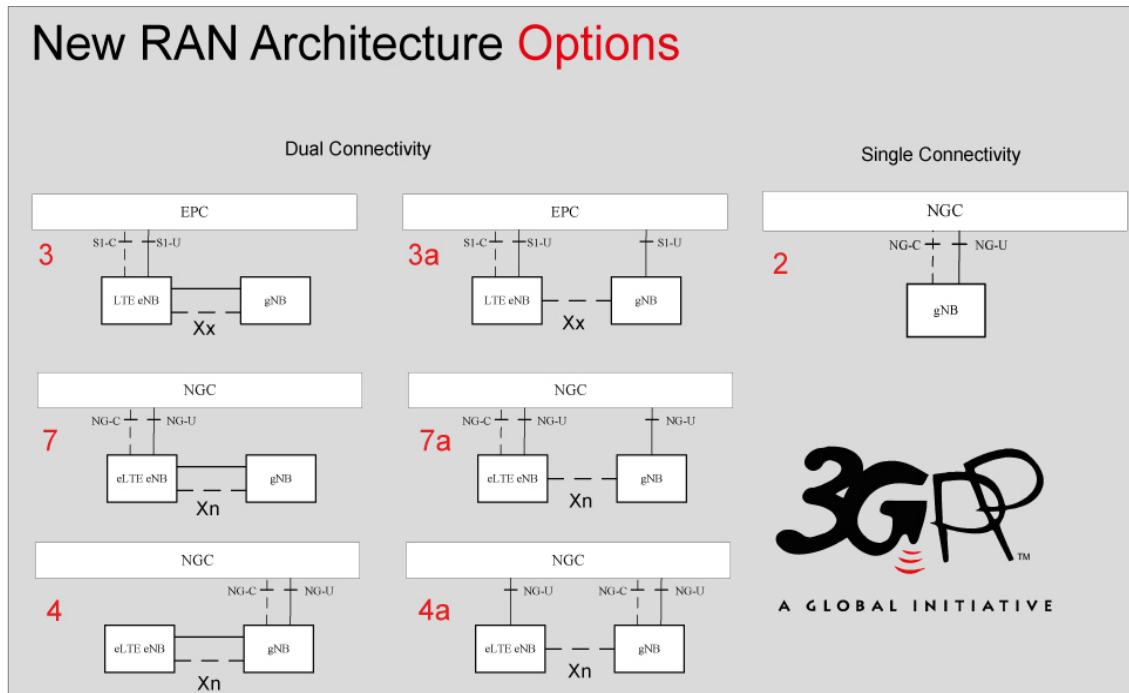 New RAN Architecture Options
Dual Connectivity
Single Connectivity
EPC
3
S1-C
S1-U
LTE eNB
gNB
Xx
EPC
3a
S1-C
S1-U
S1-U
LTE eNB
gNB
Xx
NGC
2
NG-C
NG-U
gNB
NGC
7
NG-C
NG-U
eLTE eNB
gNB
Xn
NGC
7a
NG-C
NG-U
NG-U
eLTE eNB
gNB
Xn
NGC
4
NG-C
NG-U
eLTE eNB
gNB
Xn
NGC
4a
NG-U
NG-C
NG-U
eLTE eNB
gNB
Xn
3GPP
TM
A GLOBAL INITIATIVE